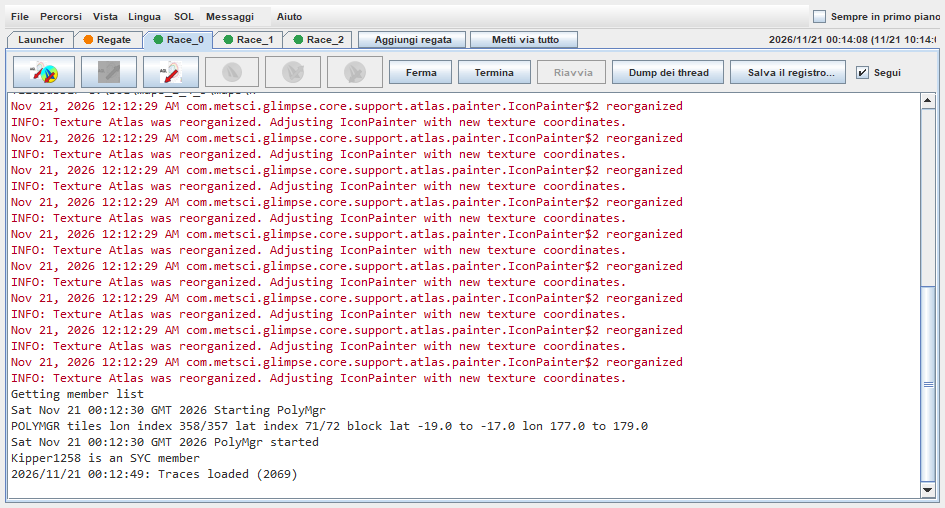 File Percorsi Vista Lingua SOL Messaggi Aiuto Sempre in primo piano
Launcher Regate Race_0 Race_1 Race_2 Aggiungi regata Metti via tutto 2026/11/21 00:14:08 (11/21 10:14:0
Ferma Termina Riavvia Dump dei thread Salva il registro... Segui
Nov 21, 2026 12:12:29 AM com.metsci.glimpse.core.support.atlas.painter.IconPainter$2 reorganized
INFO: Texture Atlas was reorganized. Adjusting IconPainter with new texture coordinates.
Nov 21, 2026 12:12:29 AM com.metsci.glimpse.core.support.atlas.painter.IconPainter$2 reorganized
INFO: Texture Atlas was reorganized. Adjusting IconPainter with new texture coordinates.
Nov 21, 2026 12:12:29 AM com.metsci.glimpse.core.support.atlas.painter.IconPainter$2 reorganized
INFO: Texture Atlas was reorganized. Adjusting IconPainter with new texture coordinates.
Nov 21, 2026 12:12:29 AM com.metsci.glimpse.core.support.atlas.painter.IconPainter$2 reorganized
INFO: Texture Atlas was reorganized. Adjusting IconPainter with new texture coordinates.
Nov 21, 2026 12:12:29 AM com.metsci.glimpse.core.support.atlas.painter.IconPainter$2 reorganized
INFO: Texture Atlas was reorganized. Adjusting IconPainter with new texture coordinates.
Nov 21, 2026 12:12:29 AM com.metsci.glimpse.core.support.atlas.painter.IconPainter$2 reorganized
INFO: Texture Atlas was reorganized. Adjusting IconPainter with new texture coordinates.
Nov 21, 2026 12:12:29 AM com.metsci.glimpse.core.support.atlas.painter.IconPainter$2 reorganized
INFO: Texture Atlas was reorganized. Adjusting IconPainter with new texture coordinates.
Nov 21, 2026 12:12:29 AM com.metsci.glimpse.core.support.atlas.painter.IconPainter$2 reorganized
INFO: Texture Atlas was reorganized. Adjusting IconPainter with new texture coordinates.
Nov 21, 2026 12:12:29 AM com.metsci.glimpse.core.support.atlas.painter.IconPainter$2 reorganized
INFO: Texture Atlas was reorganized. Adjusting IconPainter with new texture coordinates.
Getting member list
Sat Nov 21 00:12:30 GMT 2026 Starting PolyMgr
POLYMGR tiles lon index 358/357 lat index 71/72 block lat -19.0 to -17.0 lon 177.0 to 179.0
Sat Nov 21 00:12:30 GMT 2026 PolyMgr started
Kipper1258 is an SYC member
2026/11/21 00:12:49: Traces loaded (2069)